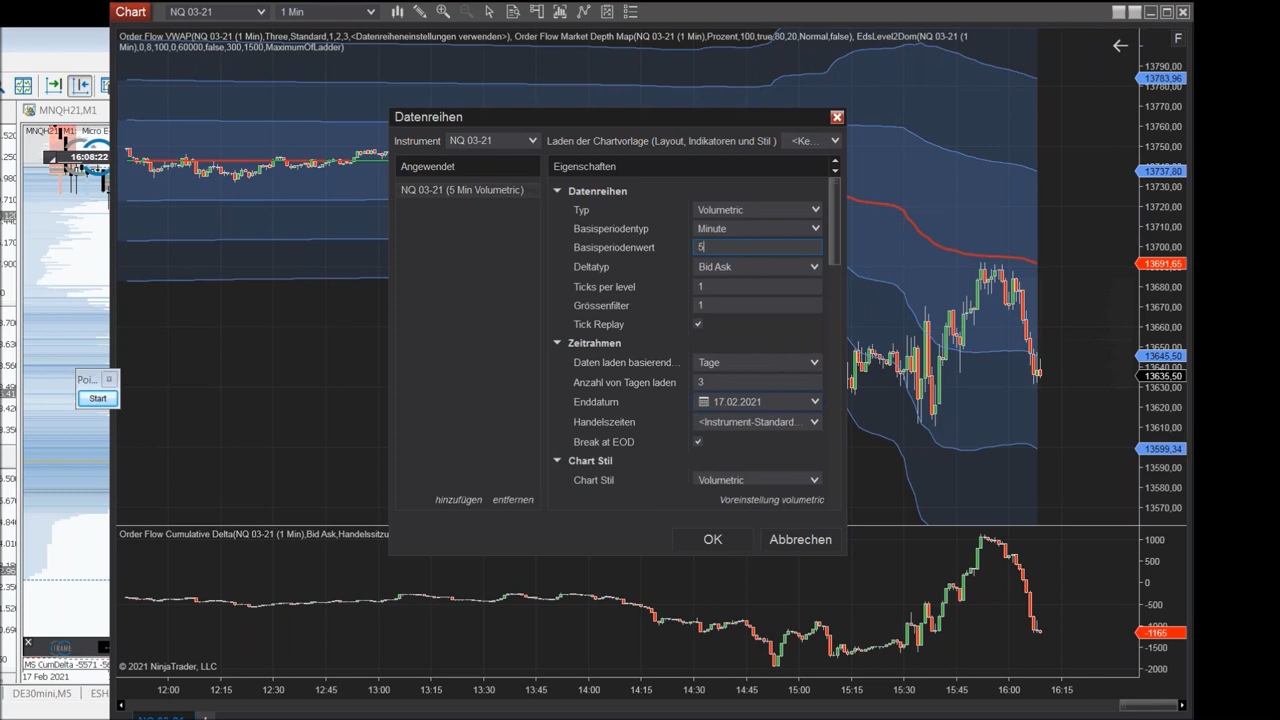 Chart
NQ 03-21
1 Min
Order Flow VWAP(NQ 03-21 (1 Min),Three,Standard,1,2,3,<Datenreiheneinstellungen verwenden>), Order Flow Market Depth Map(NQ 03-21 (1 Min),Prozent,100,true,80,20,Normal,false), EdsLevel2Dom(NQ 03-21 (1
Min),0,8,100,0,60000,false,300,1500,MaximumOfLadder)
F
MNQH21,M1
16:08:22
Poi...
Start
Datenreihen
Instrument
NQ 03-21
Laden der Chartvorlage (Layout, Indikatoren und Stil )
<Ke...
Angewendet
Eigenschaften
NQ 03-21 (5 Min Volumetric)
Datenreihen
Typ
Volumetric
Basisperiodentyp
Minute
Basisperiodenwert
5
Deltatyp
Bid Ask
Ticks per level
1
Grössenfilter
1
Tick Replay
Zeitrahmen
Daten laden basierend...
Tage
Anzahl von Tagen laden
3
Enddatum
17.02.2021
Handelszeiten
<Instrument-Standard...
Break at EOD
Chart Stil
Chart Stil
Volumetric
hinzufügen
entfernen
Voreinstellung volumetric
OK
Abbrechen
13790,00
13783,96
13780,00
13770,00
13760,00
13750,00
13740,00
13737,80
13730,00
13720,00
13710,00
13700,00
13691,65
13680,00
13670,00
13660,00
13650,00
13645,50
13640,00
13635,50
13620,00
13610,00
13599,34
13590,00
13580,00
13570,00
Order Flow Cumulative Delta(NQ 03-21 (1 Min),Bid Ask,Handelssitzu
1000
500
0
-500
-1165
-1500
-2000
© 2021 NinjaTrader, LLC
12:00
12:15
12:30
12:45
13:00
13:15
13:30
13:45
14:00
14:15
14:30
14:45
15:00
15:15
15:30
15:45
16:00
16:15
MS CumDelta -5571
17 Feb 2021
DE30mini,M5
ESH
NQ 03-21